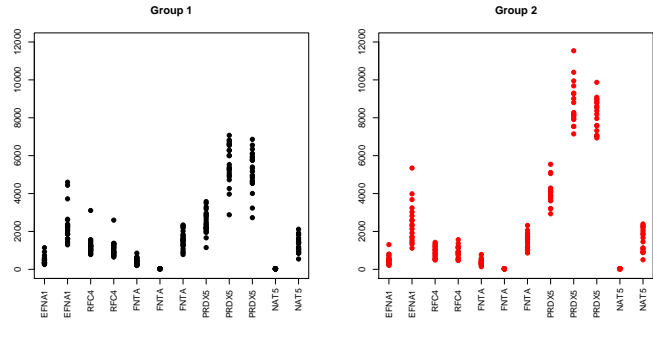 Group 1
Group 2
12000
10000
8000
6000
4000
2000
0
12000
10000
8000
6000
4000
2000
0
EFNA1
EFNA1
RFC4
RFC4
FNTA
FNTA
FNTA
PRDX5
PRDX5
PRDX5
NAT5
NAT5
EFNA1
EFNA1
RFC4
RFC4
FNTA
FNTA
FNTA
PRDX5
PRDX5
PRDX5
NAT5
NAT5